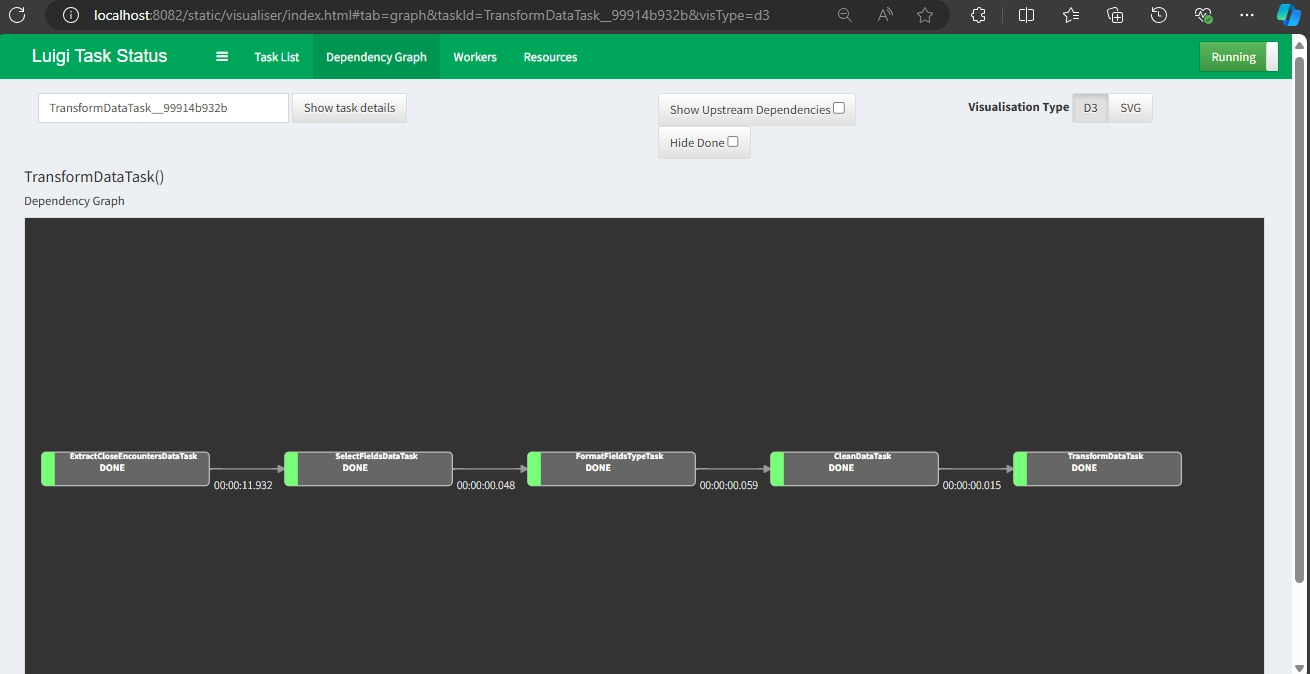 localhost:8082/static/visualiser/index.html#tab=graph&taskId=TransformDataTask__99914b932b&visType=d3
Luigi Task Status
Task List
Dependency Graph
Workers
Resources
Running
TransformDataTask__99914b932b
Show task details
Show Upstream Dependencies
Hide Done
Visualisation Type
D3
SVG
TransformDataTask()
Dependency Graph
ExtractCloseEncountersDataTask
DONE
00:00:11.932
SelectFieldsDataTask
DONE
00:00:00.048
FormatFieldsTypeTask
DONE
00:00:00.059
CleanDataTask
DONE
00:00:00.015
TransformDataTask
DONE